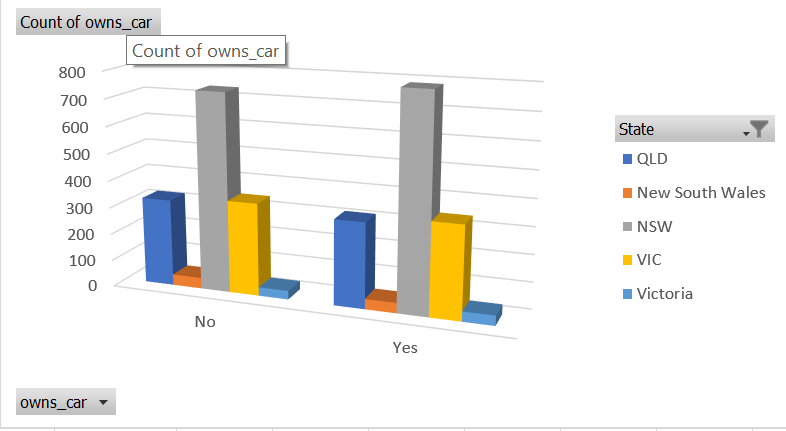 Count of owns_car
Count of owns_car
800
700
600
500
400
300
200
100
0
No
Yes
State
QLD
New South Wales
NSW
VIC
Victoria
owns_car